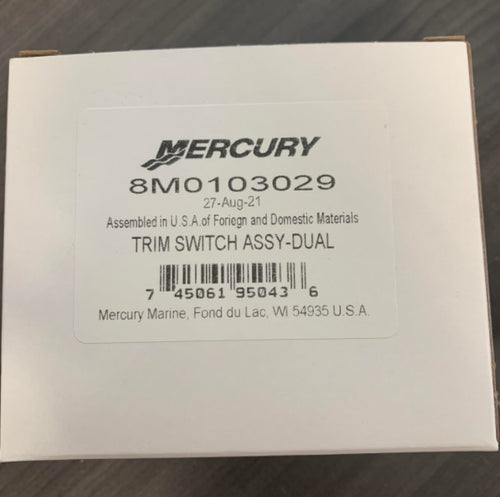 MERCURY
8M0103029
27-Aug-21
Assembled in U.S.A. of Foriegn and Domestic Materials
TRIM SWITCH ASSY-DUAL
7 45061 95043 6
Mercury Marine, Fond du Lac, WI 54935 U.S.A.